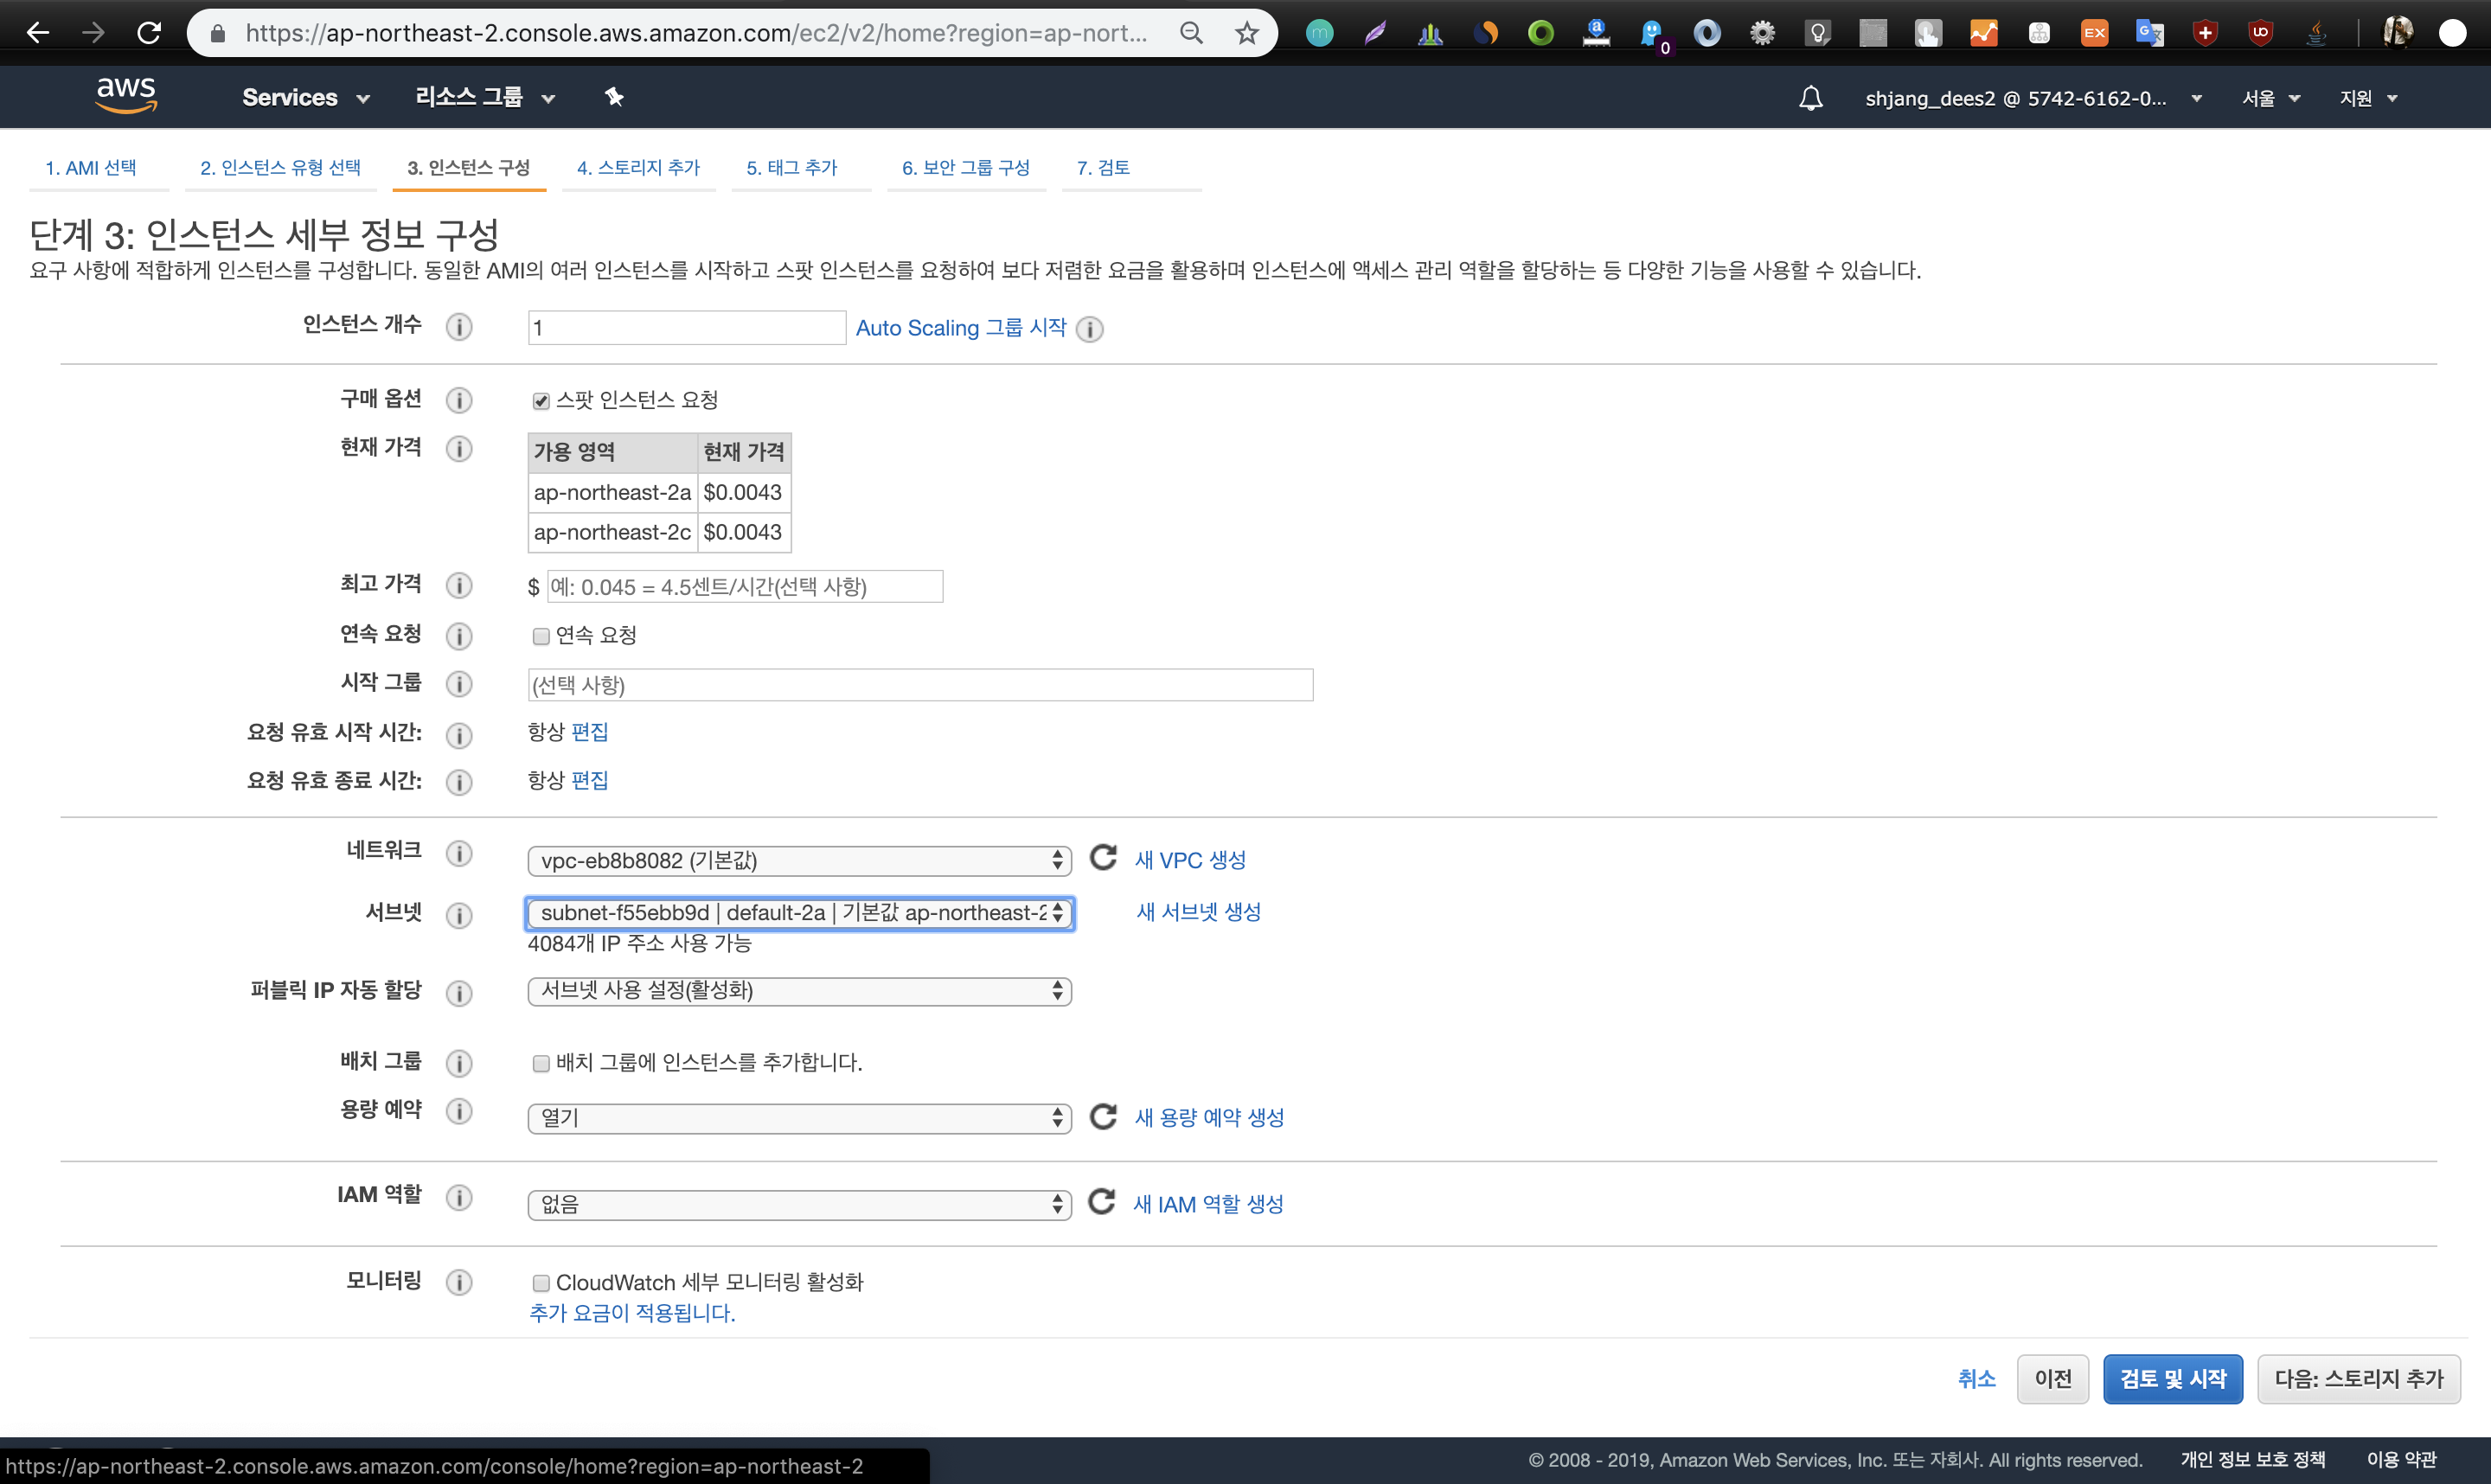 https://ap-northeast-2.console.aws.amazon.com/ec2/v2/home?region=ap-nort...
aws Services 리소스 그룹 shjang_dees2 @ 5742-6162-0... 서울 지원
1. AMI 선택 2. 인스턴스 유형 선택 3. 인스턴스 구성 4. 스토리지 추가 5. 태그 추가 6. 보안 그룹 구성 7. 검토
단계 3: 인스턴스 세부 정보 구성
요구 사항에 적합하게 인스턴스를 구성합니다. 동일한 AMI의 여러 인스턴스를 시작하고 스팟 인스턴스를 요청하여 보다 저렴한 요금을 활용하며 인스턴스에 액세스 관리 역할을 할당하는 등 다양한 기능을 사용할 수 있습니다.
인스턴스 개수 1 Auto Scaling 그룹 시작
구매 옵션 스팟 인스턴스 요청
현재 가격 가용 영역 현재 가격
ap-northeast-2a $0.0043
ap-northeast-2c $0.0043
최고 가격 $ 예: 0.045 = 4.5센트/시간(선택 사항)
연속 요청 연속 요청
시작 그룹 (선택 사항)
요청 유효 시작 시간: 항상 편집
요청 유효 종료 시간: 항상 편집
네트워크 vpc-eb8b8082 (기본값) 새 VPC 생성
서브넷 subnet-f55ebb9d | default-2a | 기본값 ap-northeast-2 새 서브넷 생성
4084개 IP 주소 사용 가능
퍼블릭 IP 자동 할당 서브넷 사용 설정(활성화)
배치 그룹 배치 그룹에 인스턴스를 추가합니다.
용량 예약 열기 새 용량 예약 생성
IAM 역할 없음 새 IAM 역할 생성
모니터링 CloudWatch 세부 모니터링 활성화
추가 요금이 적용됩니다.
취소 이전 검토 및 시작 다음: 스토리지 추가
© 2008 - 2019, Amazon Web Services, Inc. 또는 자회사. All rights reserved. 개인 정보 보호 정책 이용 약관
https://ap-northeast-2.console.aws.amazon.com/console/home?region=ap-northeast-2